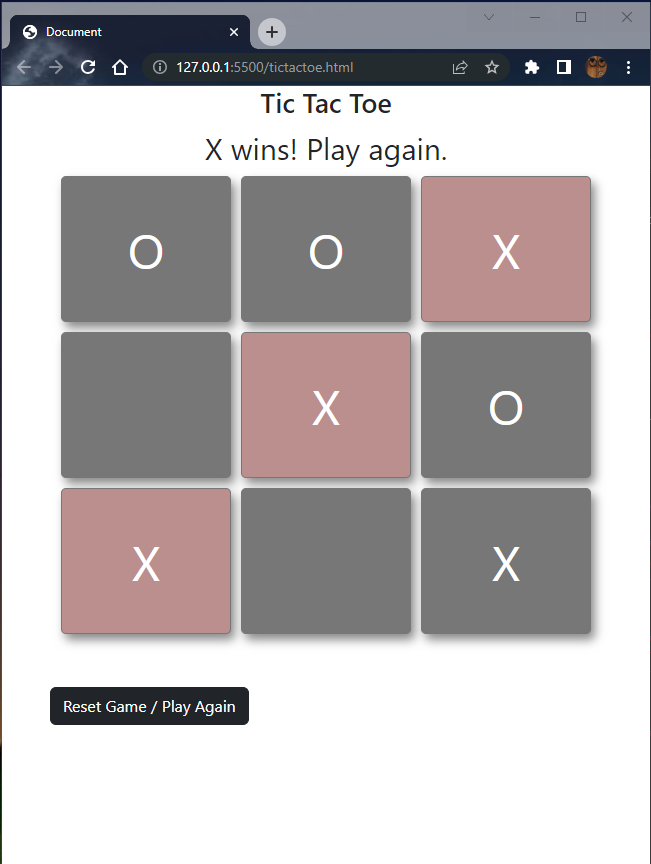 Document
127.0.0.1:5500/tictactoe.html
Tic Tac Toe
X wins! Play again.
O O X
X O
X X
Reset Game / Play Again